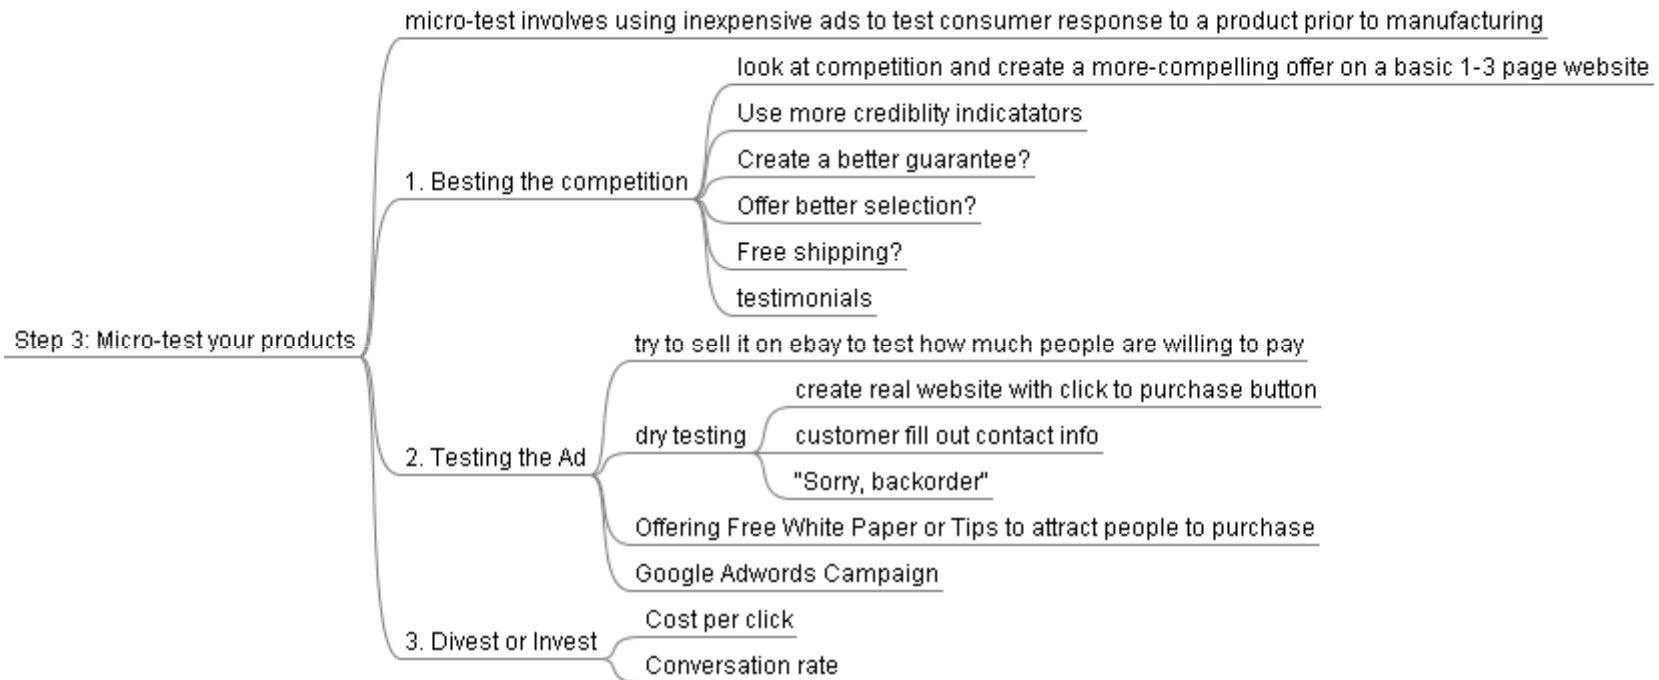 micro-test involves using inexpensive ads to test consumer response to a product prior to manufacturing
look at competition and create a more-compelling offer on a basic 1-3 page website
Use more crediblity indicatators
Create a better guarantee?
1. Besting the competition
Offer better selection?
Free shipping?
testimonials
Step 3: Micro-test your products
try to sell it on ebay to test how much people are willing to pay
create real website with click to purchase button
dry testing
customer fill out contact info
2. Testing the Ad
"Sorry, backorder"
Offering Free White Paper or Tips to attract people to purchase
Google Adwords Campaign
Cost per click
3. Divest or Invest
Conversation rate